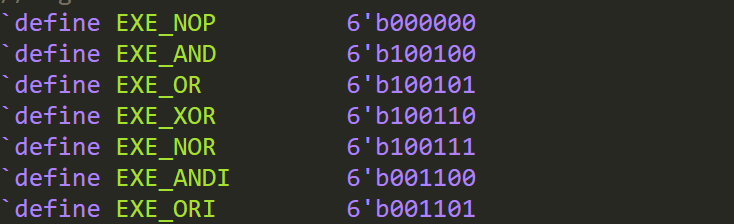 `define EXE_NOP 6'b000000
`define EXE_AND 6'b100100
`define EXE_OR 6'b100101
`define EXE_XOR 6'b100110
`define EXE_NOR 6'b100111
`define EXE_ANDI 6'b001100
`define EXE_ORI 6'b001101